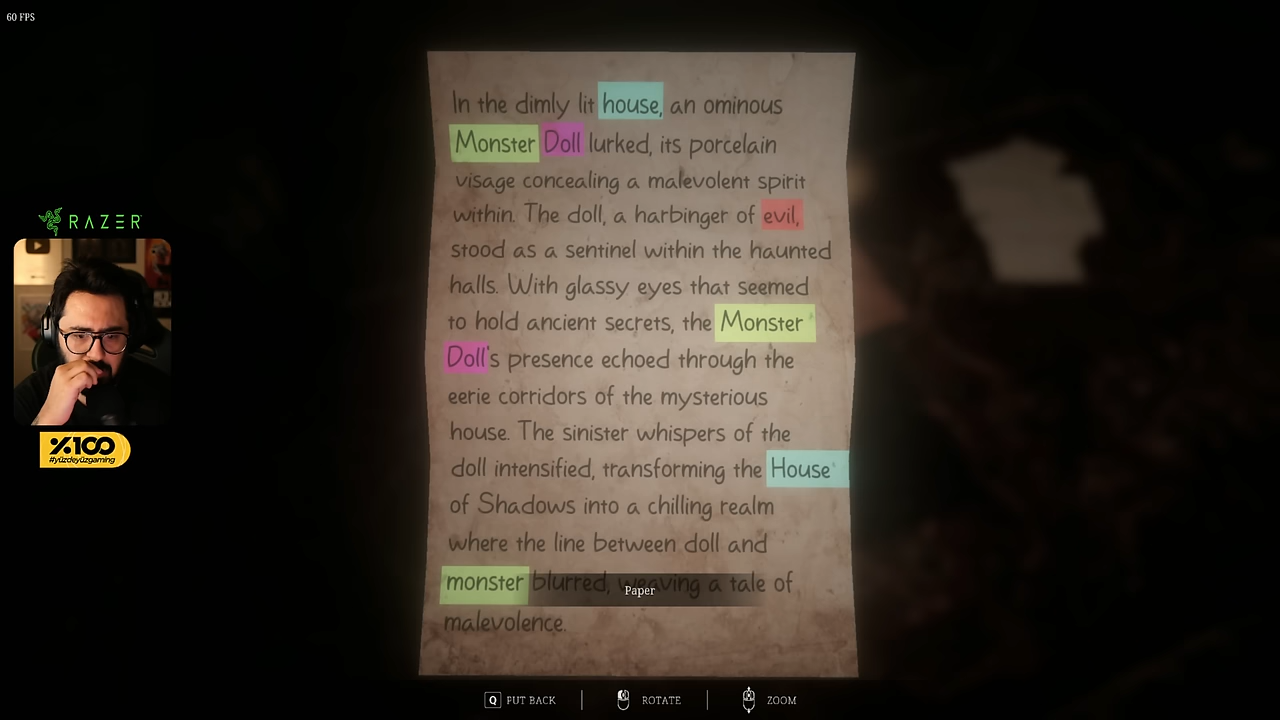 60 FPS
In the dimly lit house, an ominous
Monster Doll lurked, its porcelain
visage concealing a malevolent spirit
within. The doll, a harbinger of evil,
stood as a sentinel within the haunted
halls. With glassy eyes that seemed
to hold ancient secrets, the Monster
Doll's presence echoed through the
eerie corridors of the mysterious
house. The sinister whispers of the
doll intensified, transforming the House
of Shadows into a chilling realm
where the line between doll and
monster blurred, weaving a tale of
malevolence.
Paper
RAZER
%100
#yüzdeyüzgaming
Q PUT BACK
ROTATE
ZOOM